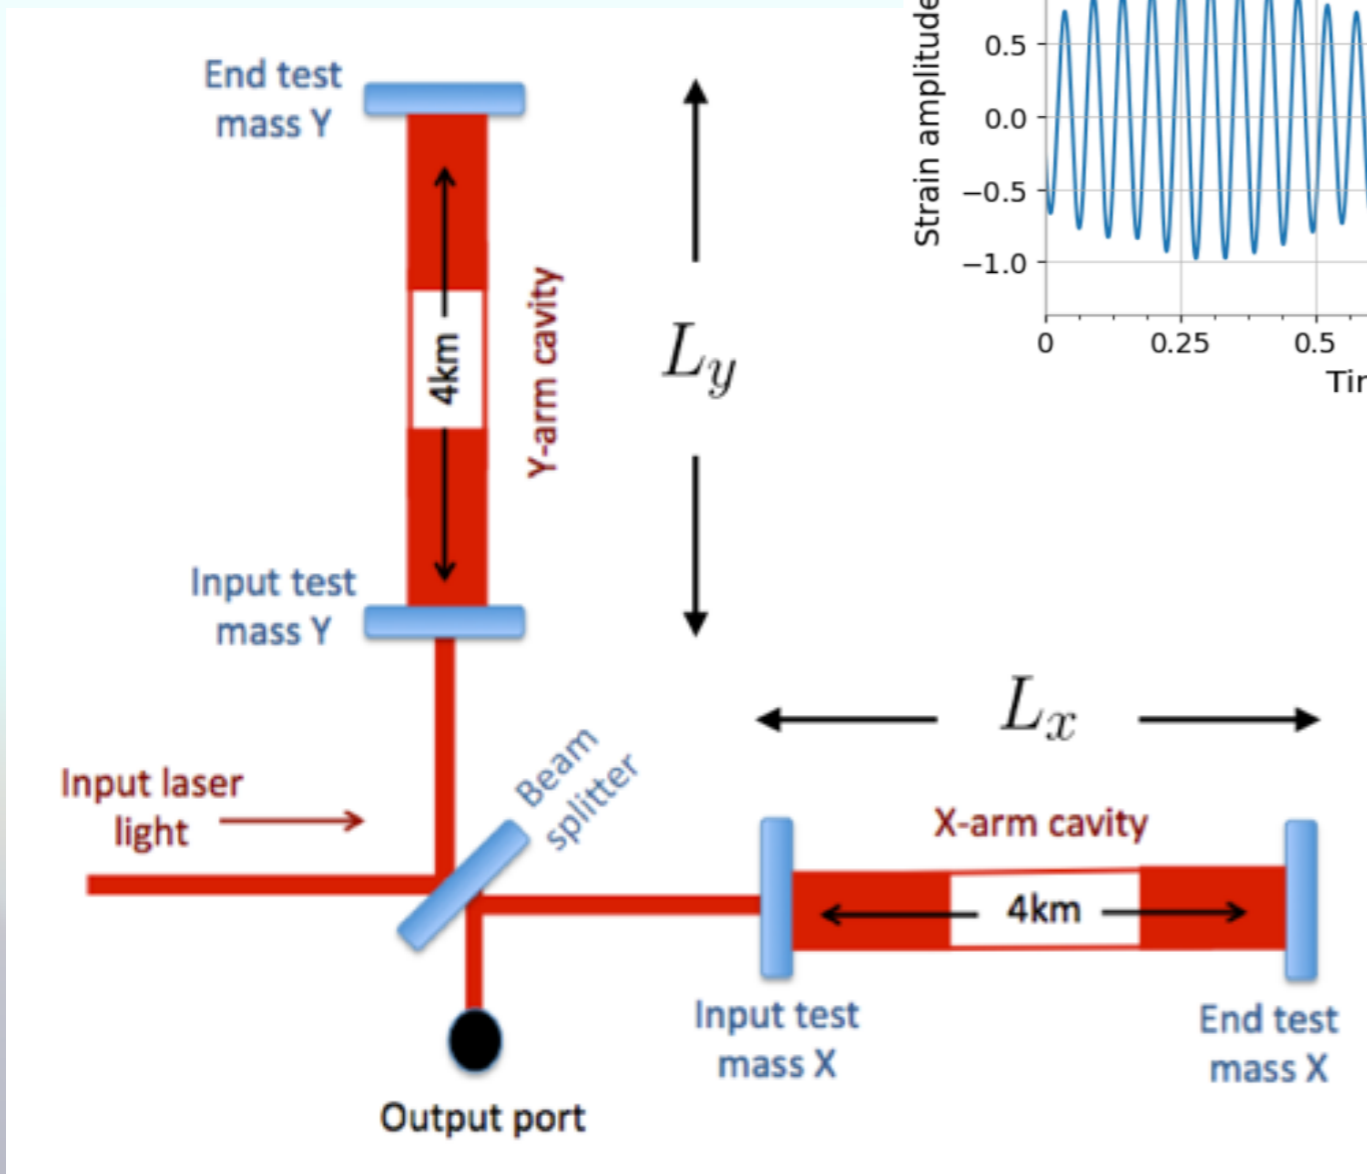 End test
mass Y
4km
Y-arm cavity
L_y
Input test
mass Y
Input laser
light
Beam
splitter
L_x
X-arm cavity
4km
Input test
mass X
End test
mass X
Output port
Strain amplitude
0.5
0.0
−0.5
−1.0
0
0.25
0.5